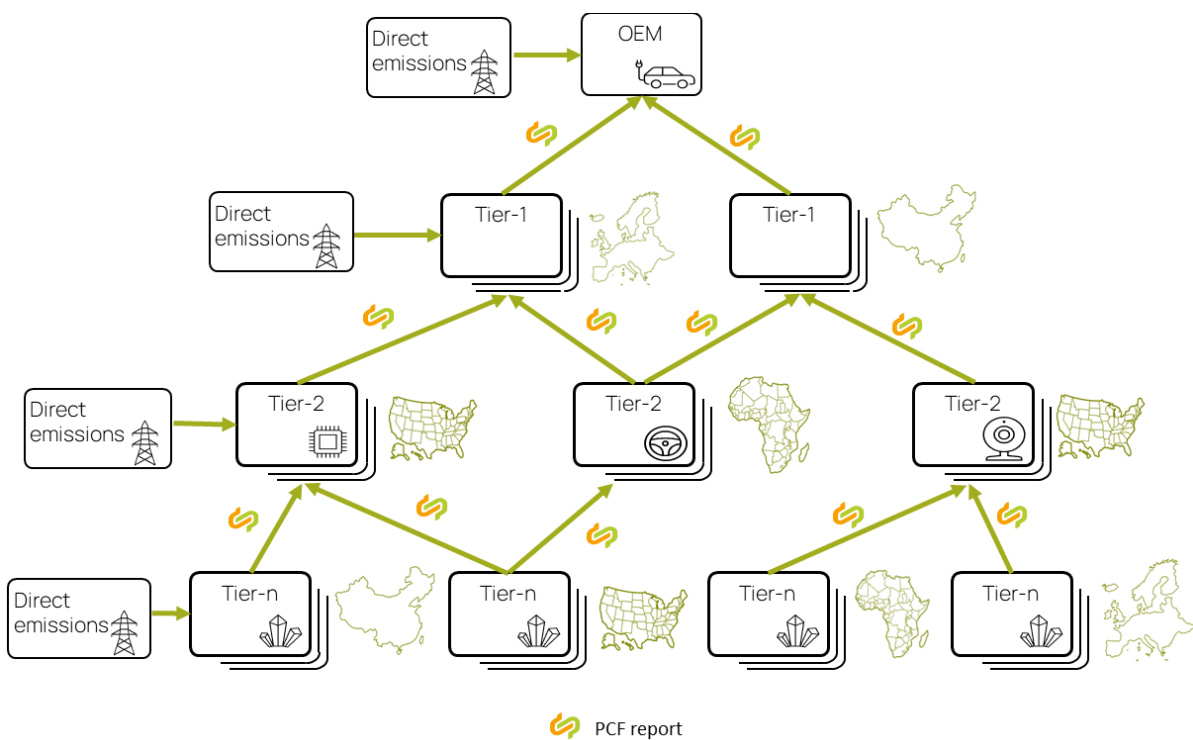 Direct
emissions
OEM
Direct
emissions
Tier-1
Tier-1
Direct
emissions
Tier-2
Tier-2
Tier-2
Direct
emissions
Tier-n
Tier-n
Tier-n
Tier-n
PCF report